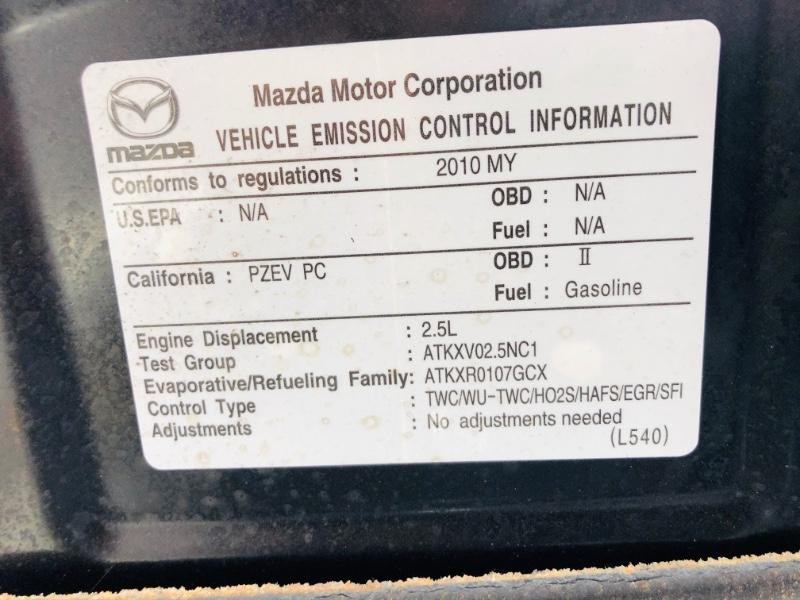 Mazda Motor Corporation
mazda
VEHICLE EMISSION CONTROL INFORMATION
Conforms to regulations : 2010 MY
U.S.EPA : N/A OBD : N/A
Fuel : N/A
California : PZEV PC OBD : II
Fuel : Gasoline
Engine Displacement : 2.5L
Test Group : ATKXV02.5NC1
Evaporative/Refueling Family: ATKXR0107GCX
Control Type : TWC/WU-TWC/HO2S/HAFS/EGR/SFI
Adjustments : No adjustments needed
(L540)